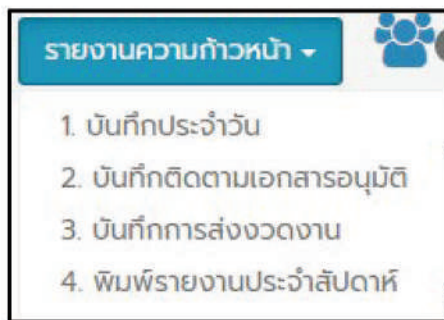 รายงานความก้าวหน้า
1. บันทึกประจำวัน
2. บันทึกติดตามเอกสารอนุมัติ
3. บันทึกการส่งงวดงาน
4. พิมพ์รายงานประจำสัปดาห์